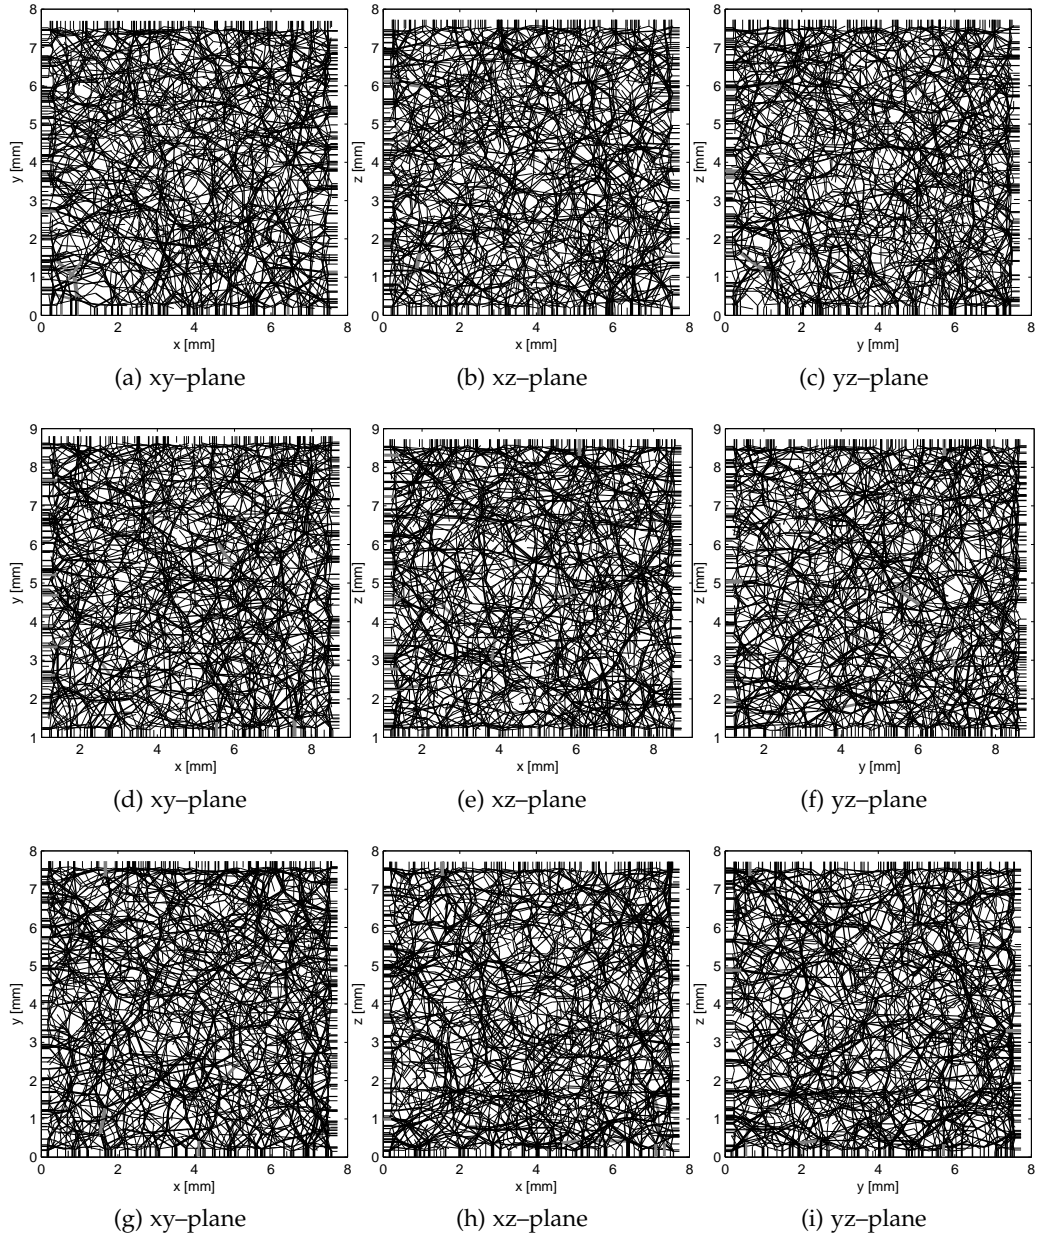 8 8 8
7 7 7
6 6 6
5 5 5
y [mm] 4 z [mm] 4 z [mm] 4
3 3 3
2 2 2
1 1 1
0 0 0
0 2 4 6 8 0 2 4 6 8 0 2 4 6 8
x [mm] x [mm] y [mm]
(a) xy–plane (b) xz–plane (c) yz–plane
9 9 9
8 8 8
7 7 7
6 6 6
y [mm] 5 z [mm] 5 z [mm] 5
4 4 4
3 3 3
2 2 2
1 1 1
2 4 6 8 2 4 6 8 2 4 6 8
x [mm] x [mm] y [mm]
(d) xy–plane (e) xz–plane (f) yz–plane
8 8 8
7 7 7
6 6 6
5 5 5
y [mm] 4 z [mm] 4 z [mm] 4
3 3 3
2 2 2
1 1 1
0 0 0
0 2 4 6 8 0 2 4 6 8 0 2 4 6 8
x [mm] x [mm] y [mm]
(g) xy–plane (h) xz–plane (i) yz–plane